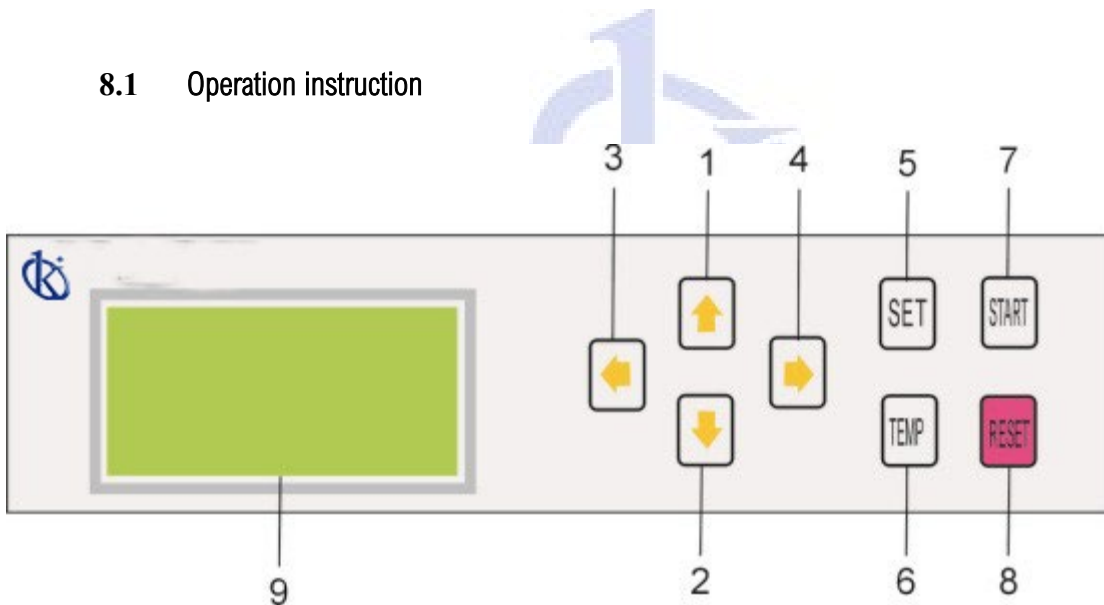 8.1 Operation instruction
3 1 4 5 7
SET START
TEMP RESET
9 2 6 8